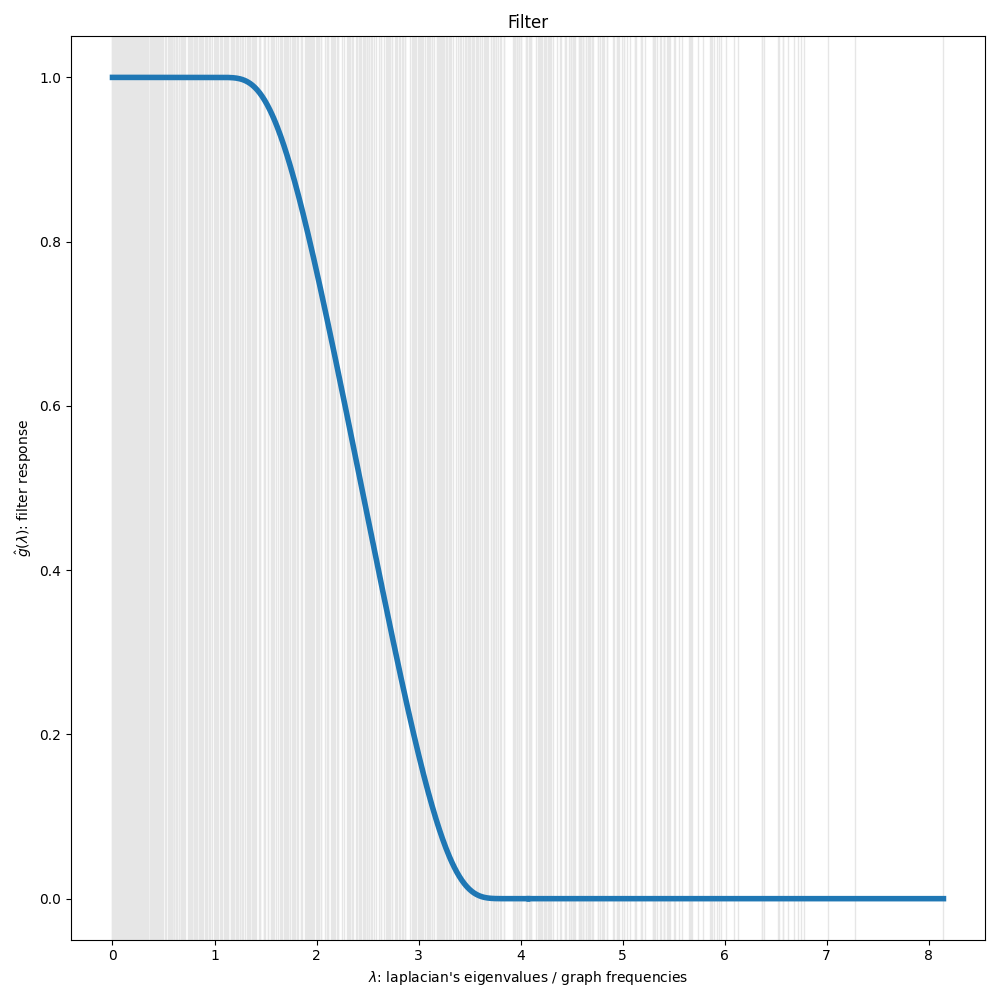 Filter
1.0
0.8
0.6
0.4
0.2
0.0
ĝ(λ): filter response
0 1 2 3 4 5 6 7 8
λ: laplacian's eigenvalues / graph frequencies